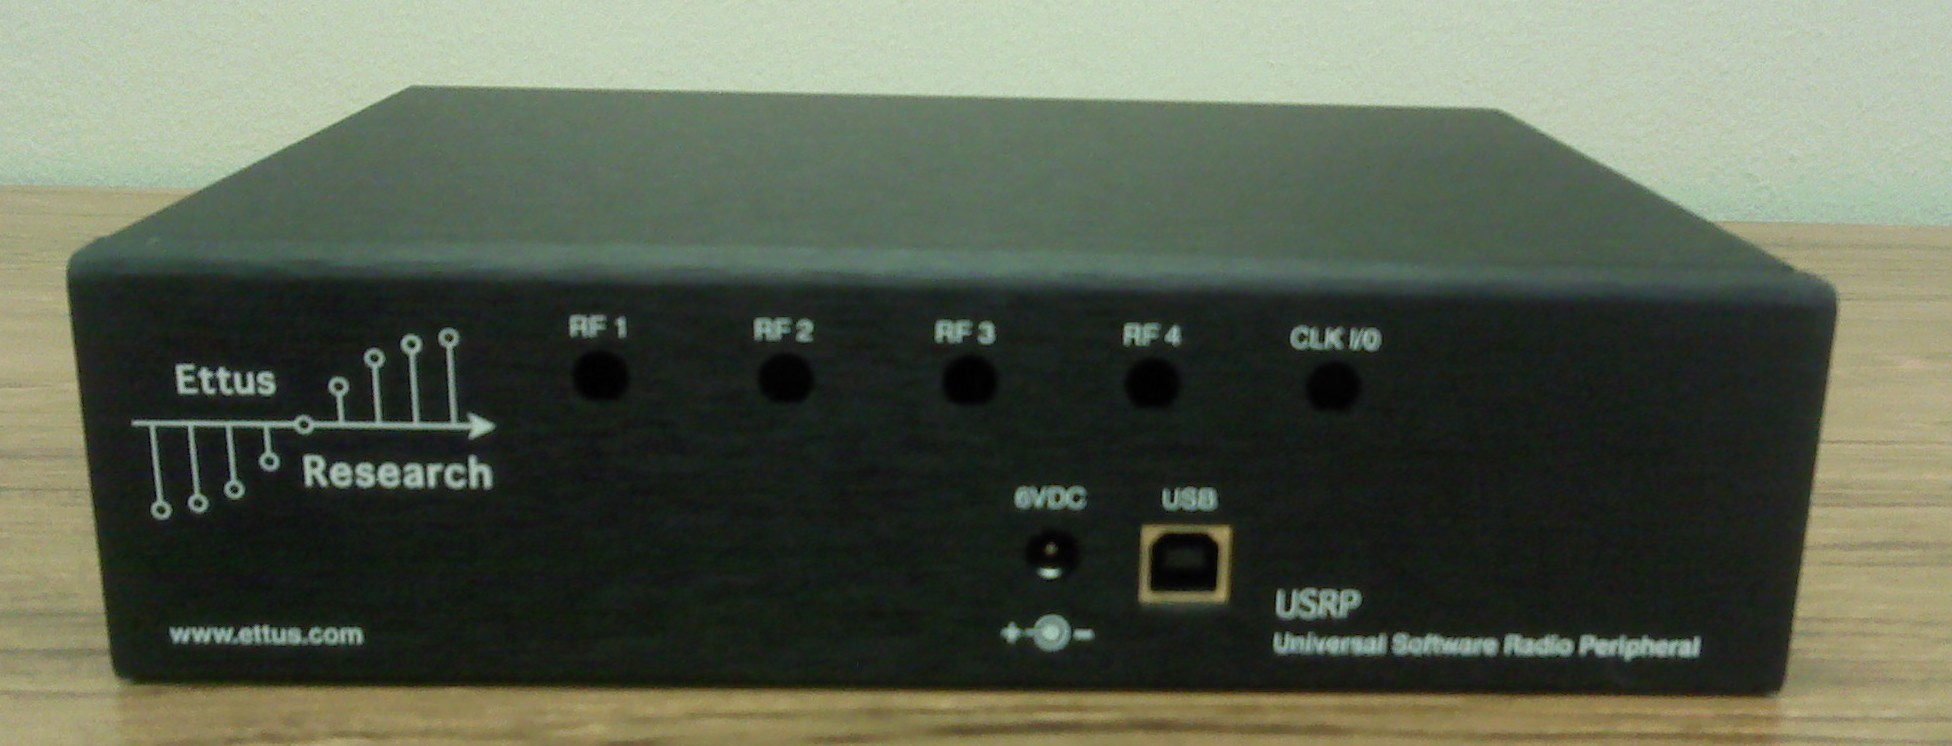 RF 1
RF 2
RF 3
RF 4
CLK I/O
Ettus
Research
6VDC
USB
+ -
www.ettus.com
USRP
Universal Software Radio Peripheral